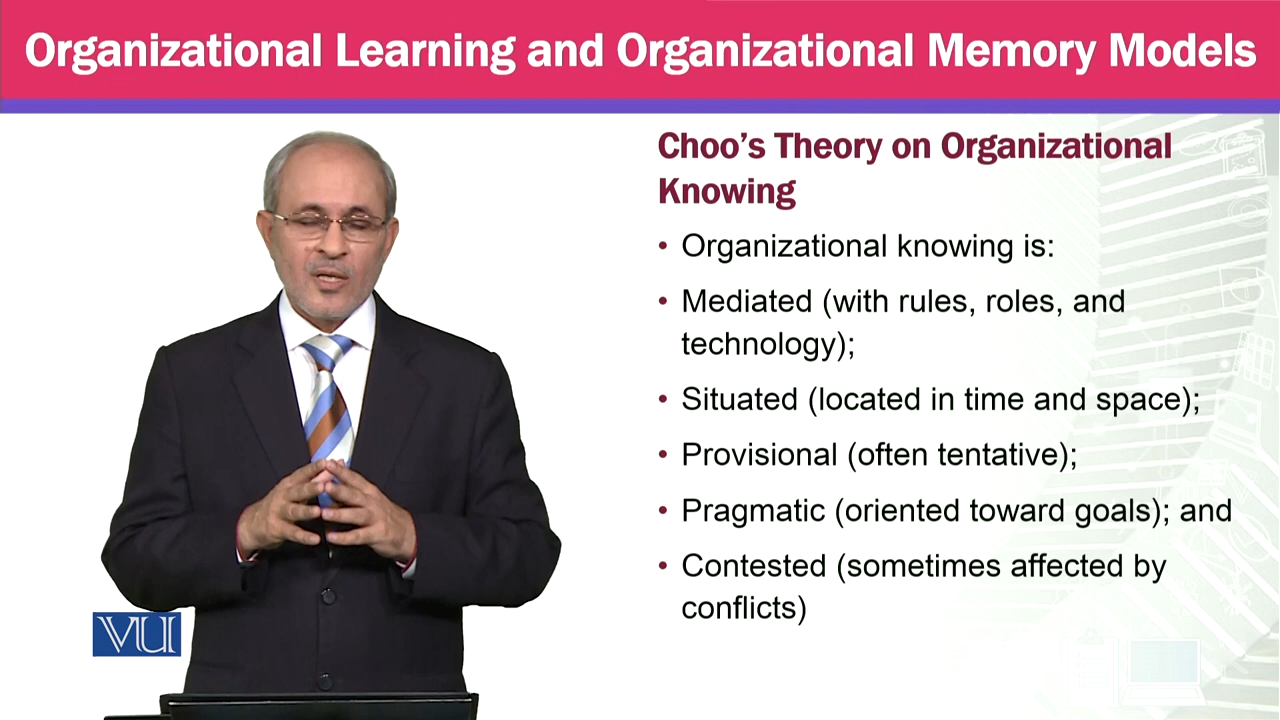 Organizational Learning and Organizational Memory Models
Choo's Theory on Organizational
Knowing
• Organizational knowing is:
• Mediated (with rules, roles, and
technology);
• Situated (located in time and space);
• Provisional (often tentative);
• Pragmatic (oriented toward goals); and
• Contested (sometimes affected by
conflicts)
VU